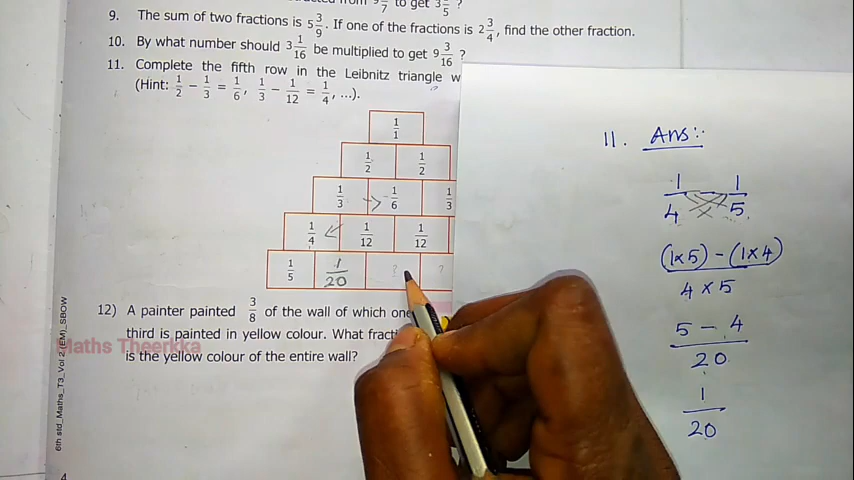 to get 3 3/5 ?
9. The sum of two fractions is 5 3/9. If one of the fractions is 2 3/4, find the other fraction.
10. By what number should 3 1/16 be multiplied to get 9 3/16 ?
11. Complete the fifth row in the Leibnitz triangle w
(Hint: 1/2 − 1/3 = 1/6, 1/3 − 1/12 = 1/4, ...).
1/1
1/2 1/2
1/3 1/6 1/3
1/4 1/12 1/12
1/5 1/20 ? ?
12) A painter painted 3/8 of the wall of which one
third is painted in yellow colour. What fracti
is the yellow colour of the entire wall?
Maths Theerkka
6th std_Maths_T3_Vol 2_(EM)_SBOW
4
11. Ans:-
1/4 − 1/5
(1×5) − (1×4)
4 × 5
5 − 4
20
1
20